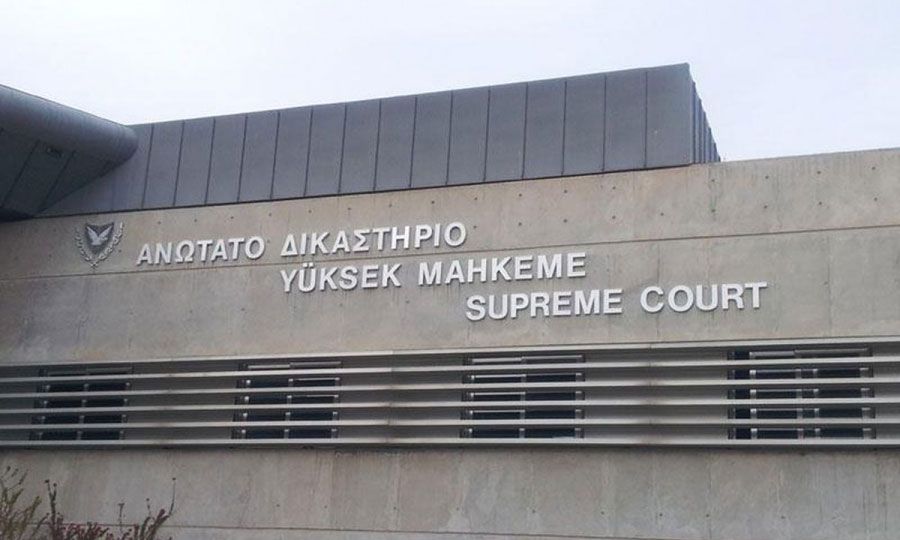 ΑΝΩΤΑΤΟ ΔΙΚΑΣΤΗΡΙΟ
YÜKSEK MAHKEME
SUPREME COURT